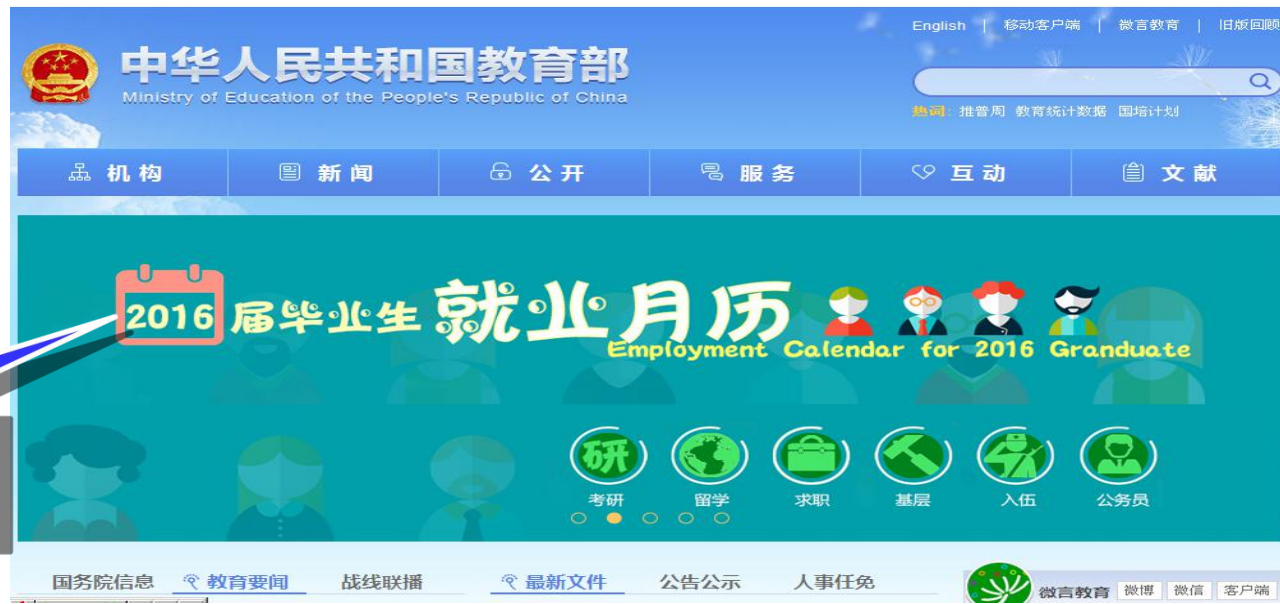 English | 移动客户端 | 微言教育 | 旧版回顾
中华人民共和国教育部
Ministry of Education of the People's Republic of China
热词: 推普周 教育统计数据 国培计划
机构 新闻 公开 服务 互动 文献
2016 届毕业生 就业月历
Employment Calendar for 2016 Granduate
研
考研 留学 求职 基层 入伍 公务员
国务院信息 教育要闻 战线联播 最新文件 公告公示 人事任免
微言教育 微博 微信 客户端